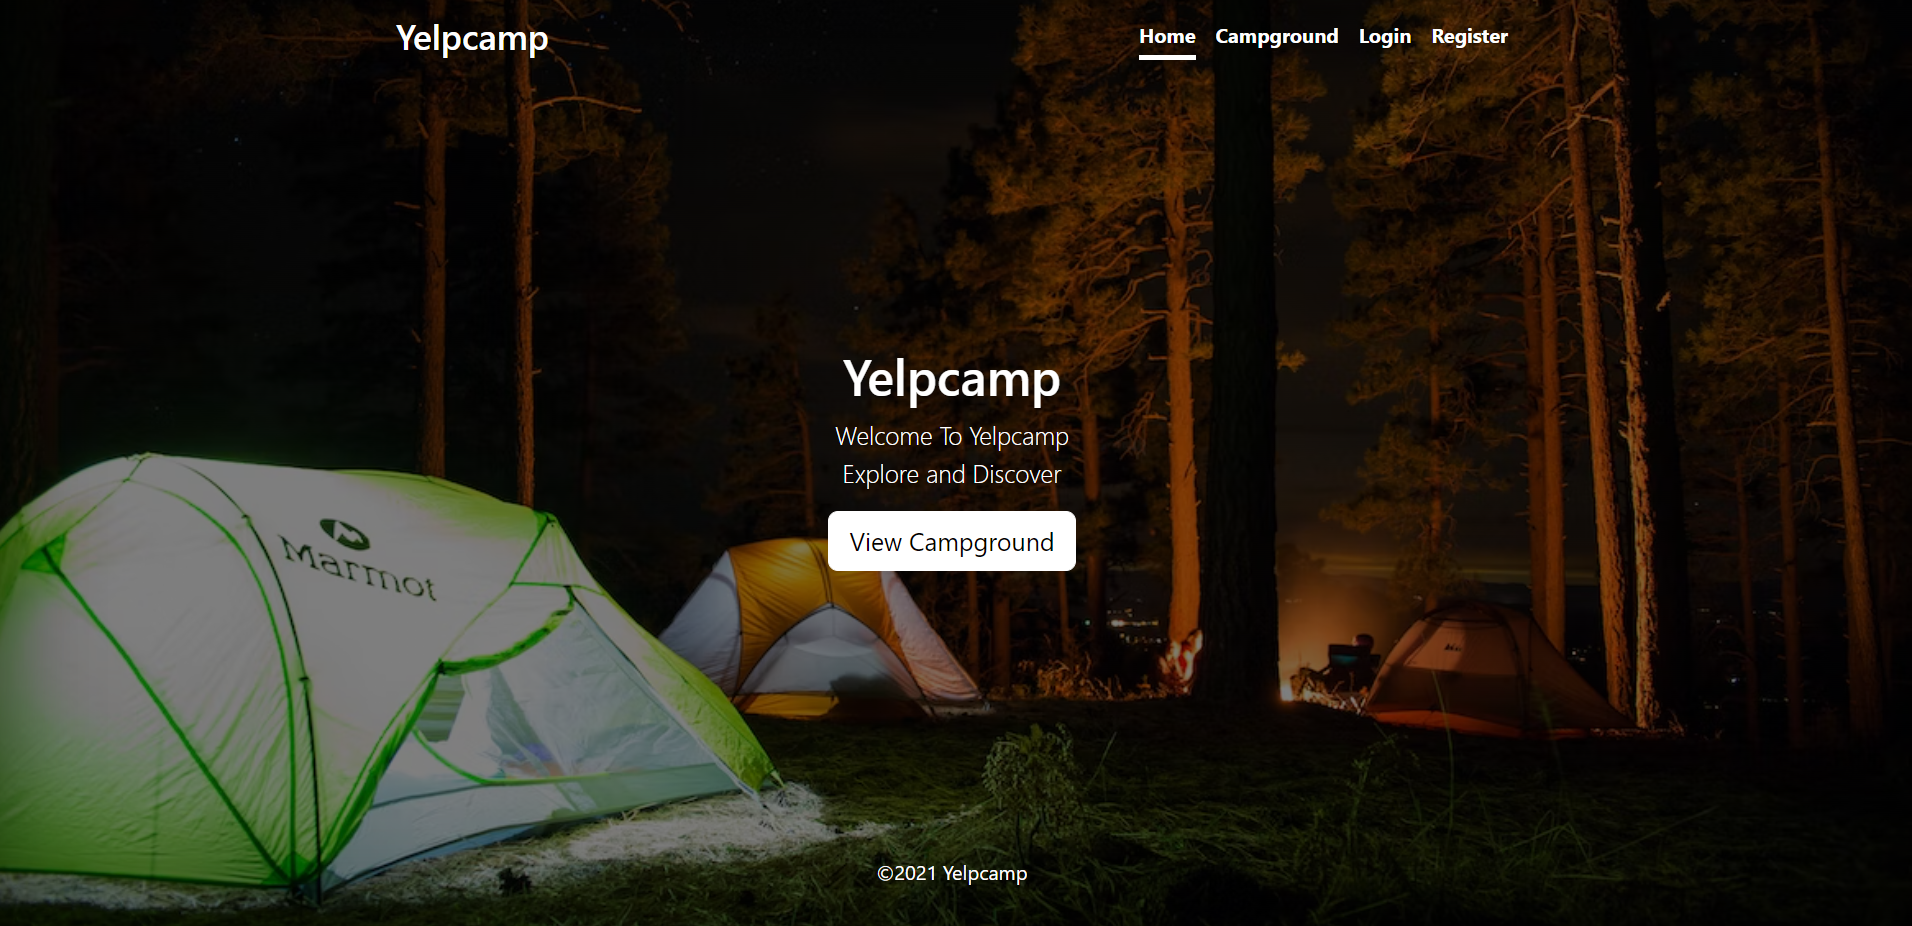 Yelpcamp
Home Campground Login Register
Yelpcamp
Welcome To Yelpcamp
Explore and Discover
View Campground
Marmot
©2021 Yelpcamp